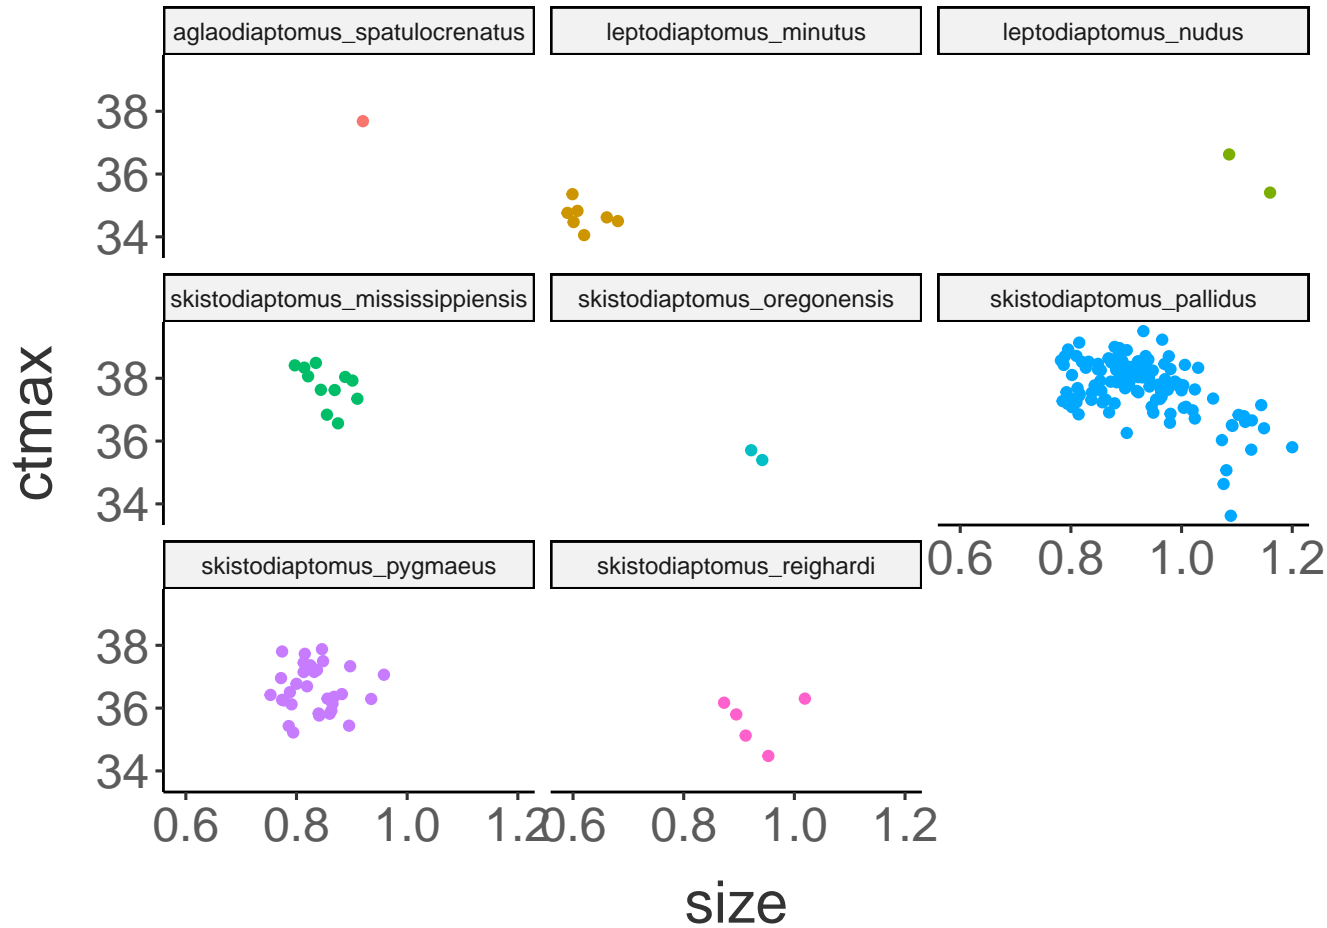 aglaodiaptomus_spatulocrenatus leptodiaptomus_minutus leptodiaptomus_nudus
38
36
34
skistodiaptomus_mississippiensis skistodiaptomus_oregonensis skistodiaptomus_pallidus
38
36
34
0.6 0.8 1.0 1.2
skistodiaptomus_pygmaeus skistodiaptomus_reighardi
38
36
34
0.6 0.8 1.0 1.2 0.6 0.8 1.0 1.2
ctmax
size